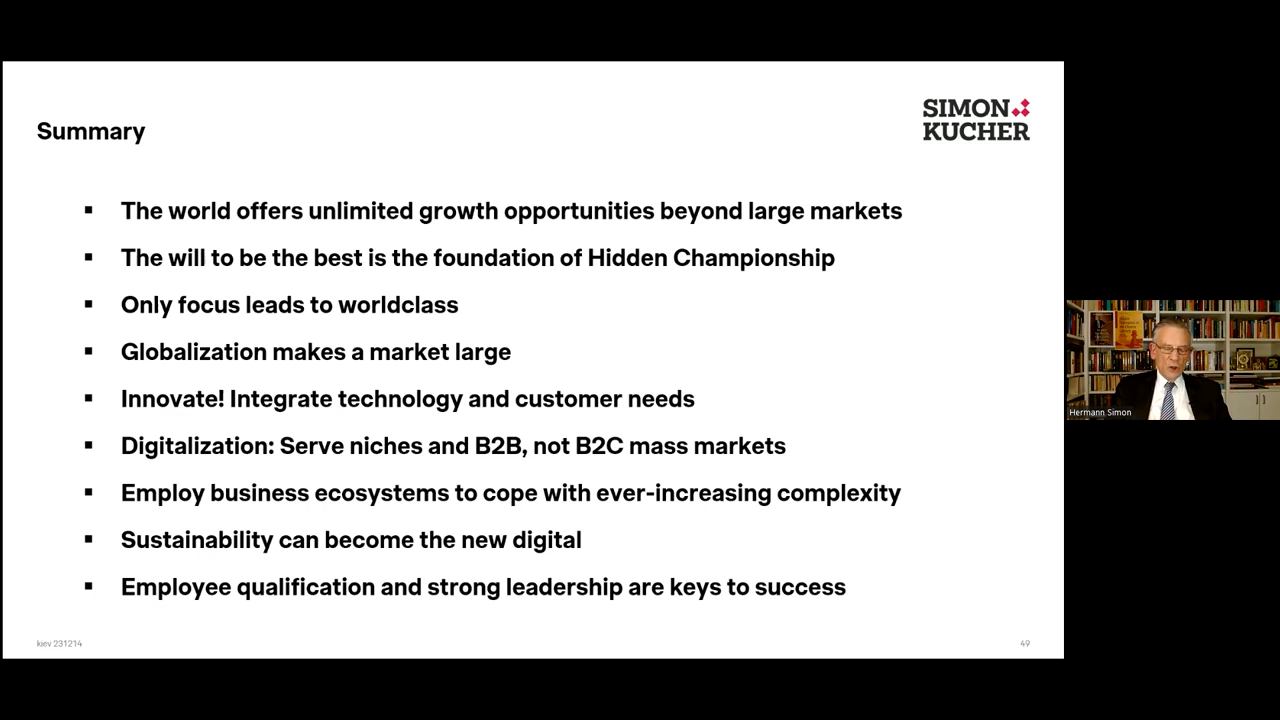 SIMON
KUCHER
Summary
▪ The world offers unlimited growth opportunities beyond large markets
▪ The will to be the best is the foundation of Hidden Championship
▪ Only focus leads to worldclass
▪ Globalization makes a market large
▪ Innovate! Integrate technology and customer needs
▪ Digitalization: Serve niches and B2B, not B2C mass markets
▪ Employ business ecosystems to cope with ever-increasing complexity
▪ Sustainability can become the new digital
▪ Employee qualification and strong leadership are keys to success
kiev 231214
49
Hermann Simon